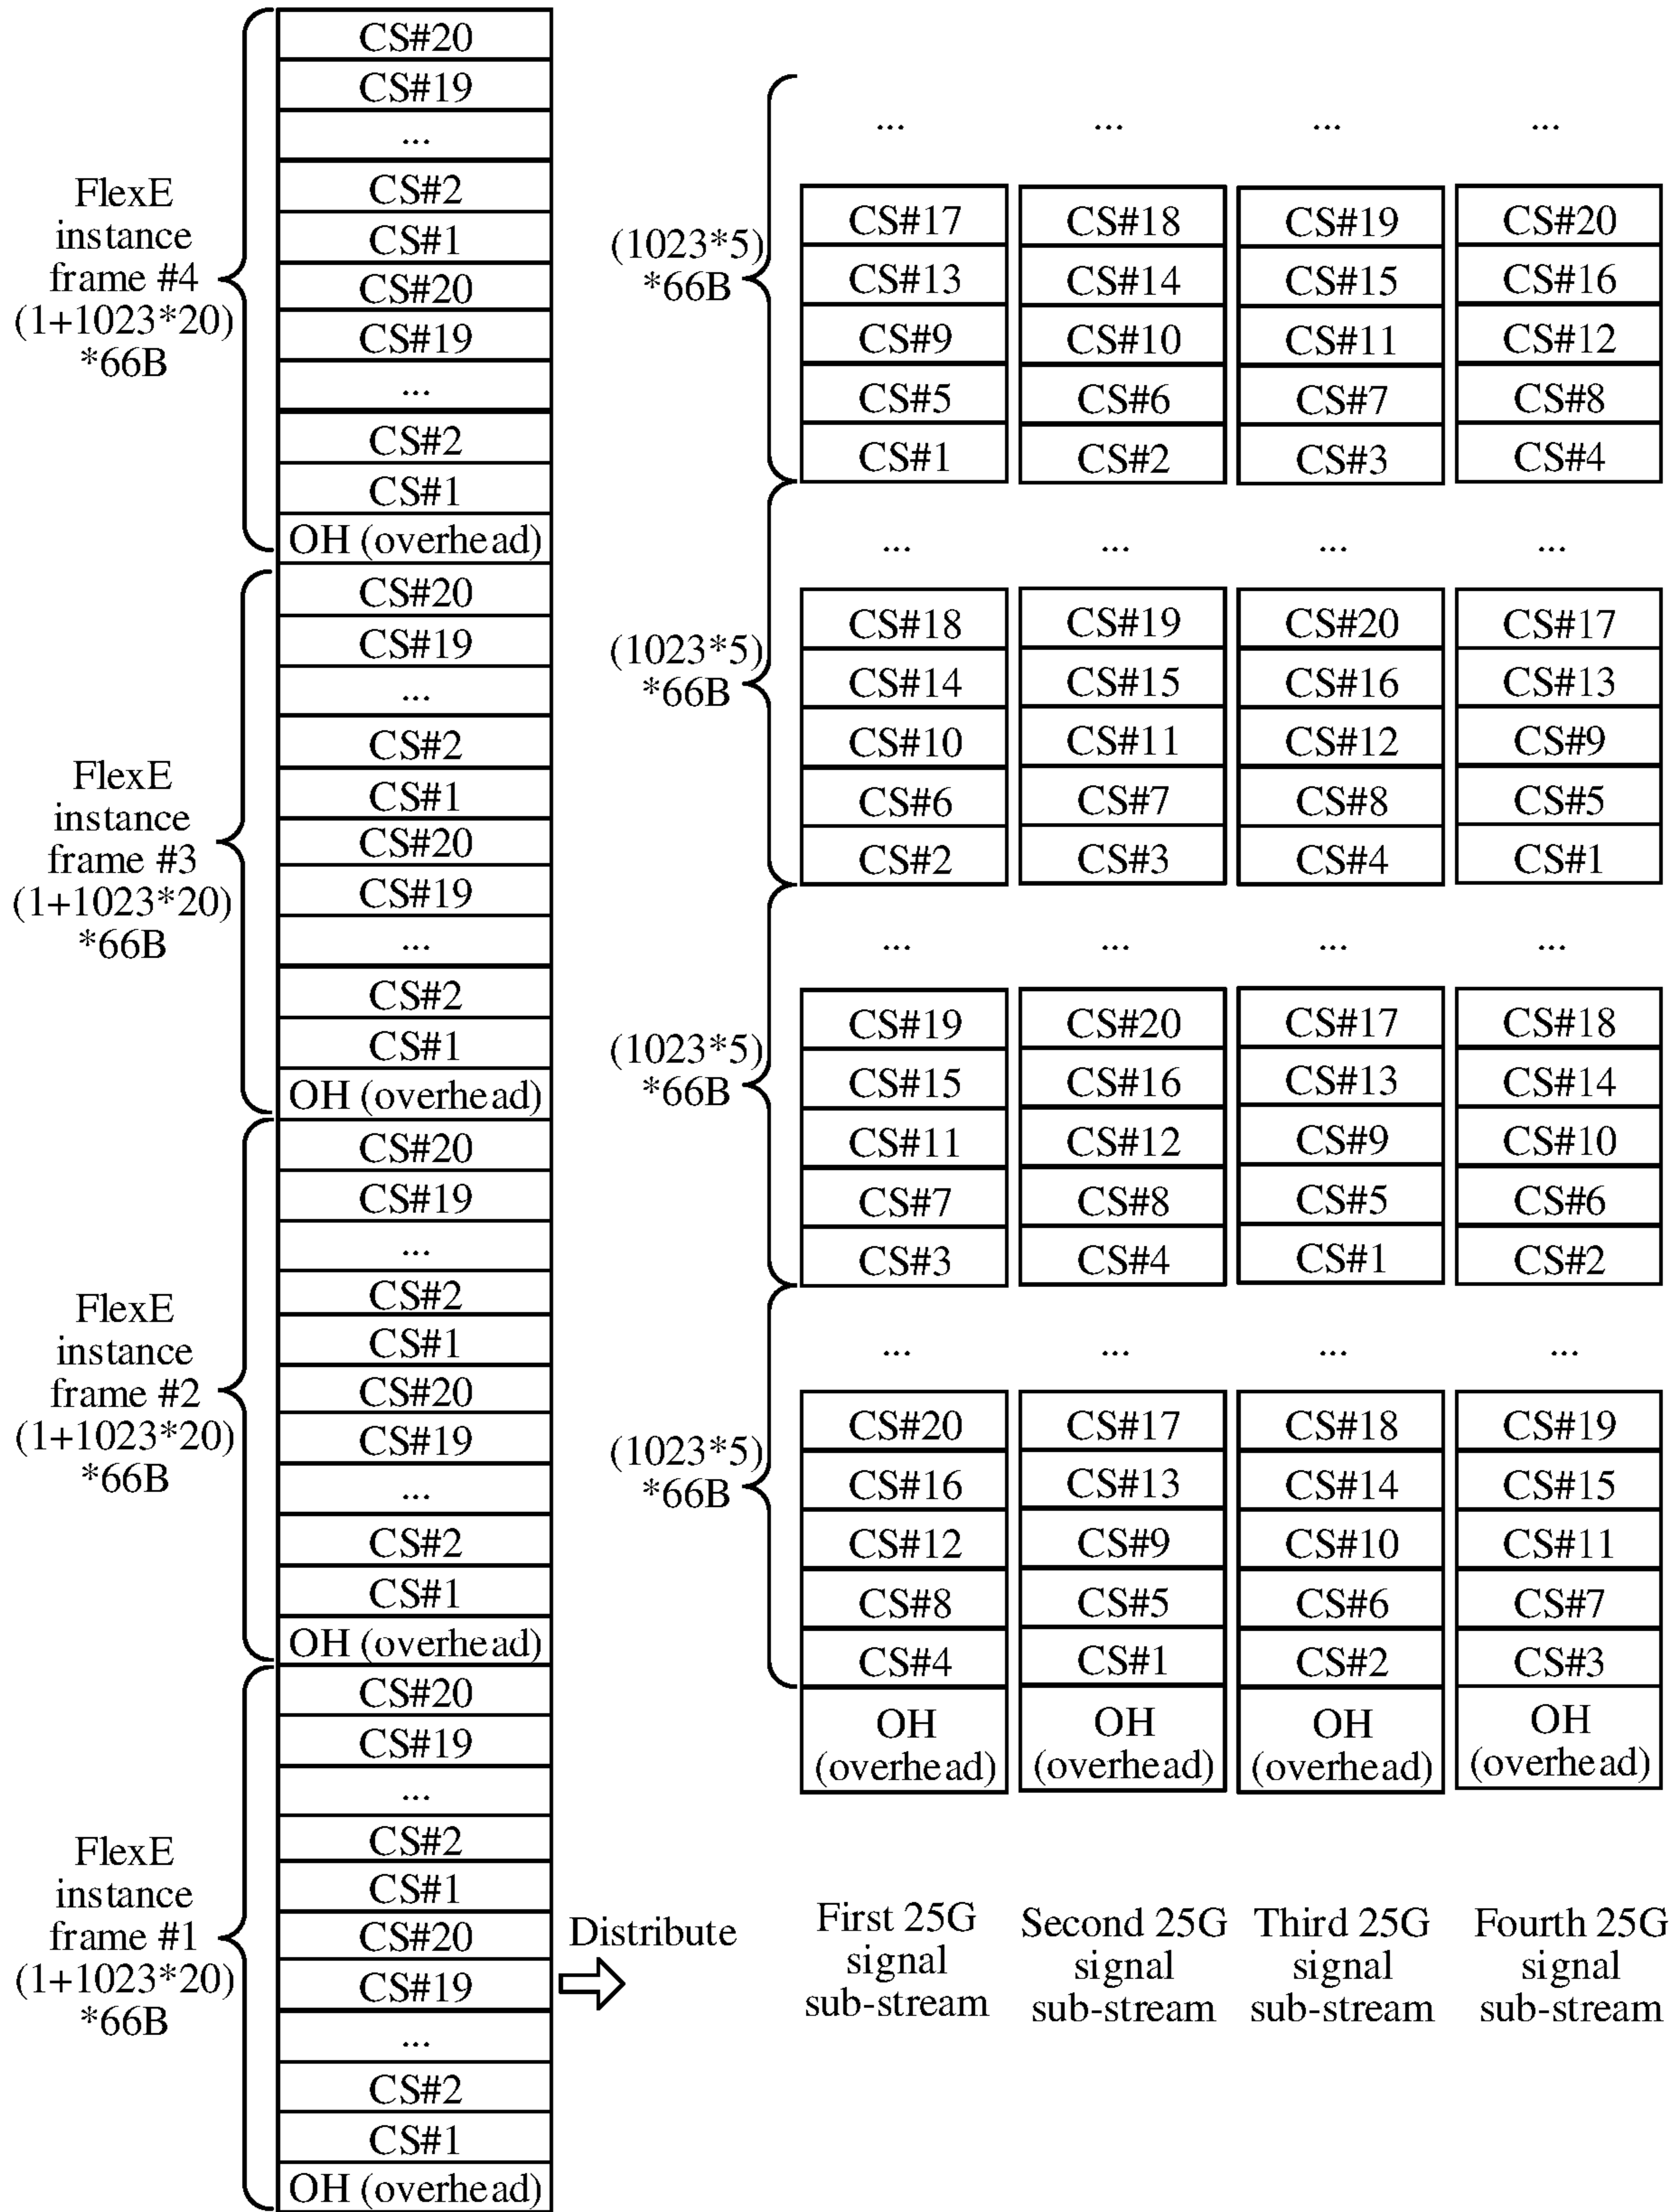 CS#20
CS#19
...
CS#2
CS#1
CS#20
CS#19
...
CS#2
CS#1
OH (overhead)
FlexE
instance
frame #4
(1+1023*20)
*66B
CS#20
CS#19
...
CS#2
CS#1
CS#20
CS#19
...
CS#2
CS#1
OH (overhead)
FlexE
instance
frame #3
(1+1023*20)
*66B
CS#20
CS#19
...
CS#2
CS#1
CS#20
CS#19
...
CS#2
CS#1
OH (overhead)
FlexE
instance
frame #2
(1+1023*20)
*66B
CS#20
CS#19
...
CS#2
CS#1
CS#20
CS#19
...
CS#2
CS#1
OH (overhead)
FlexE
instance
frame #1
(1+1023*20)
*66B
Distribute
(1023*5)
*66B
... ... ... ...
CS#17 CS#18 CS#19 CS#20
CS#13 CS#14 CS#15 CS#16
CS#9 CS#10 CS#11 CS#12
CS#5 CS#6 CS#7 CS#8
CS#1 CS#2 CS#3 CS#4
(1023*5)
*66B
... ... ... ...
CS#18 CS#19 CS#20 CS#17
CS#14 CS#15 CS#16 CS#13
CS#10 CS#11 CS#12 CS#9
CS#6 CS#7 CS#8 CS#5
CS#2 CS#3 CS#4 CS#1
(1023*5)
*66B
... ... ... ...
CS#19 CS#20 CS#17 CS#18
CS#15 CS#16 CS#13 CS#14
CS#11 CS#12 CS#9 CS#10
CS#7 CS#8 CS#5 CS#6
CS#3 CS#4 CS#1 CS#2
(1023*5)
*66B
... ... ... ...
CS#20 CS#17 CS#18 CS#19
CS#16 CS#13 CS#14 CS#15
CS#12 CS#9 CS#10 CS#11
CS#8 CS#5 CS#6 CS#7
CS#4 CS#1 CS#2 CS#3
OH OH OH OH
(overhead) (overhead) (overhead) (overhead)
First 25G
signal
sub-stream
Second 25G
signal
sub-stream
Third 25G
signal
sub-stream
Fourth 25G
signal
sub-stream